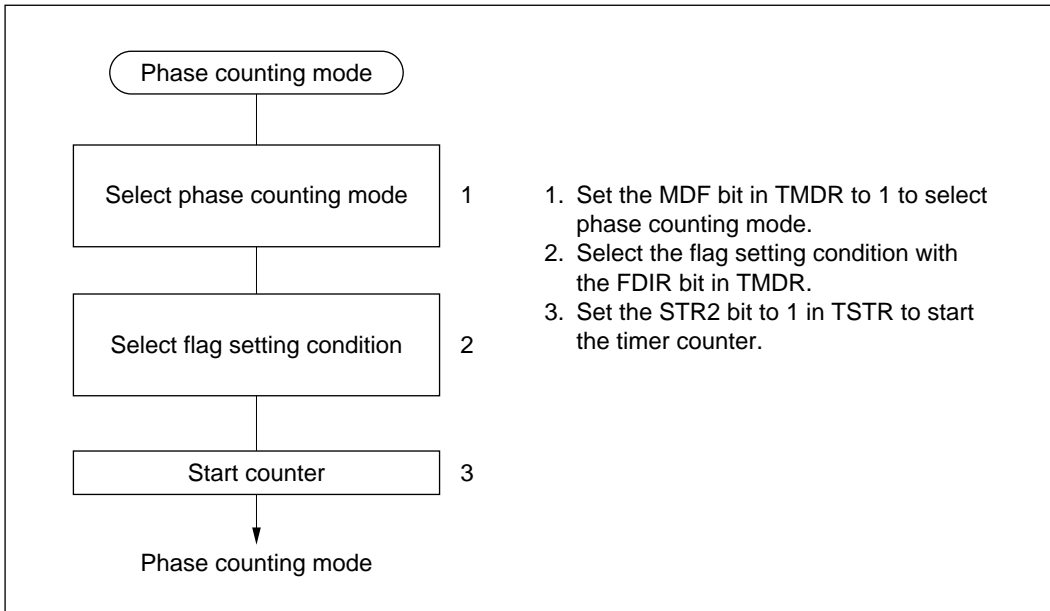 Phase counting mode
Select phase counting mode 1
Select flag setting condition 2
Start counter 3
Phase counting mode
1. Set the MDF bit in TMDR to 1 to select
phase counting mode.
2. Select the flag setting condition with
the FDIR bit in TMDR.
3. Set the STR2 bit to 1 in TSTR to start
the timer counter.